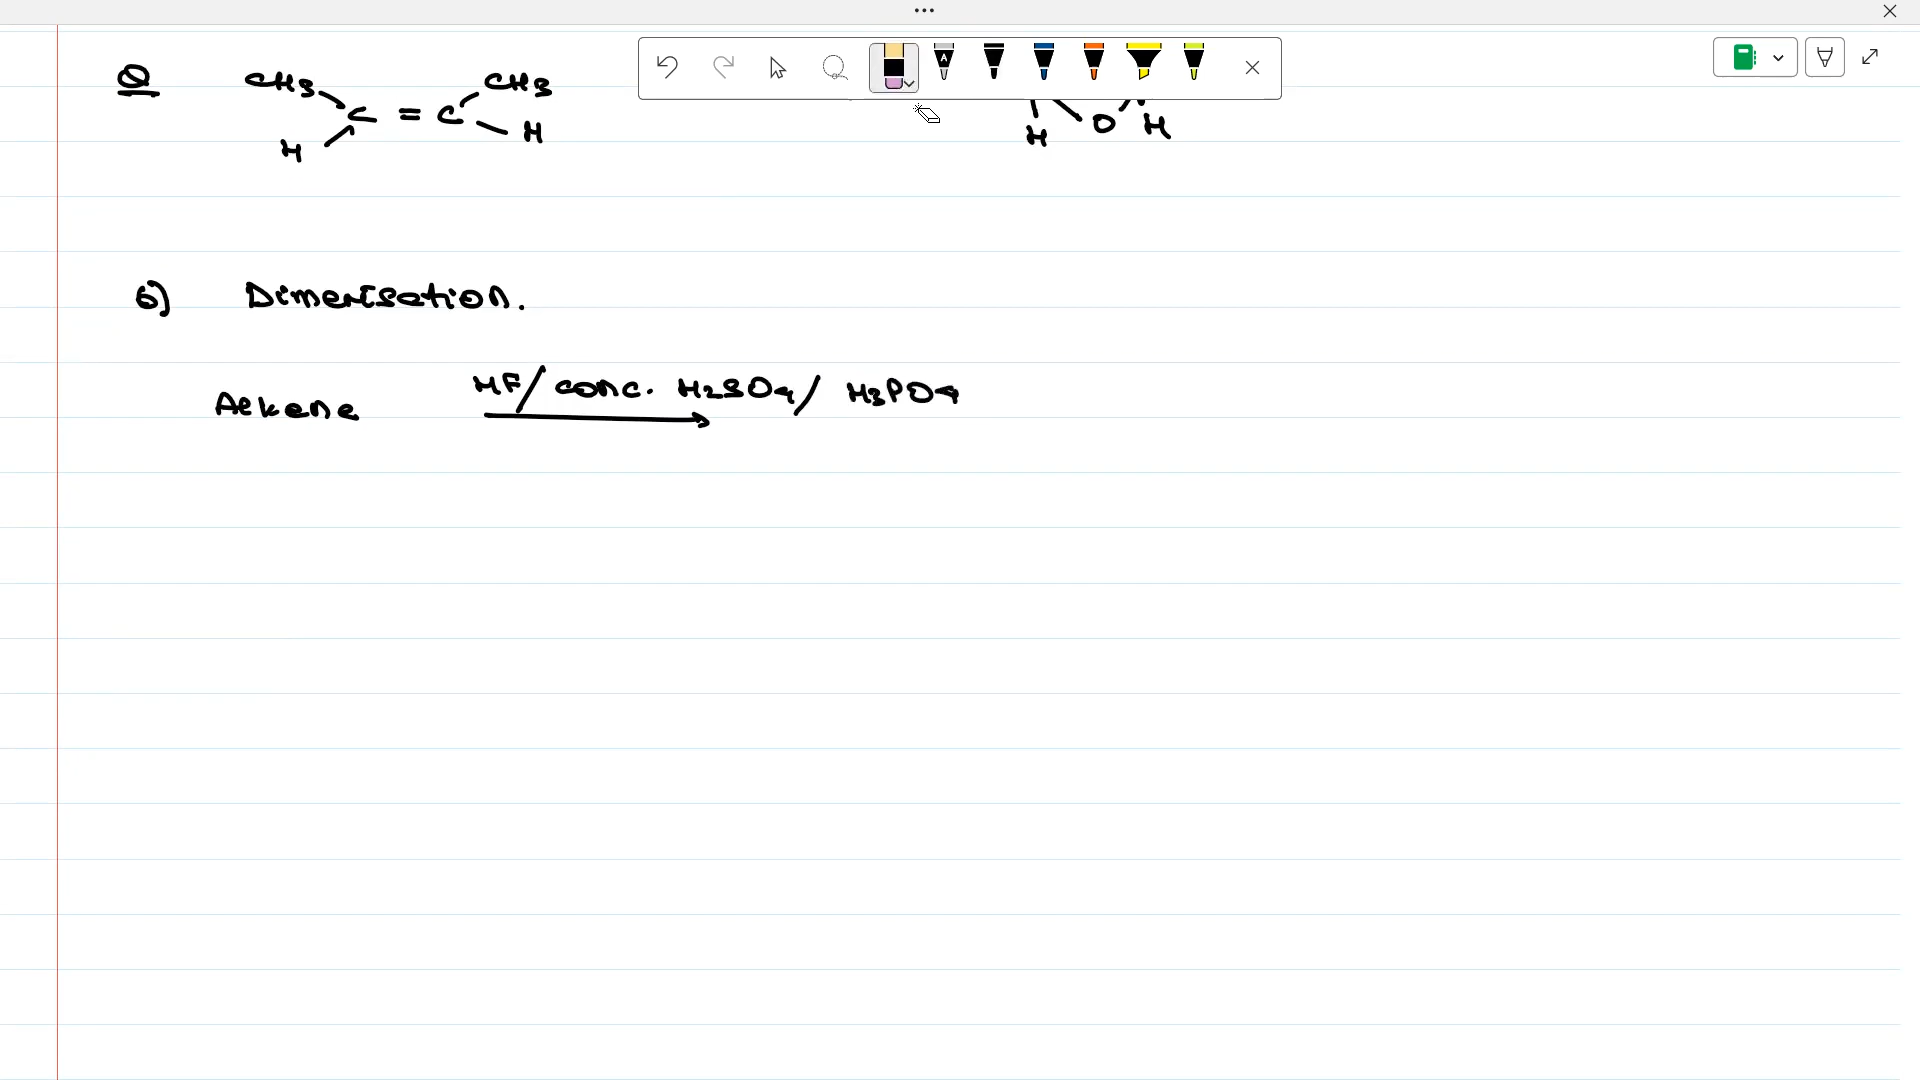 Q CH3 CH3
C = C
H H
H O H
6) Dimerisation.
Alkene HF/ conc. H2SO4/ H3PO4